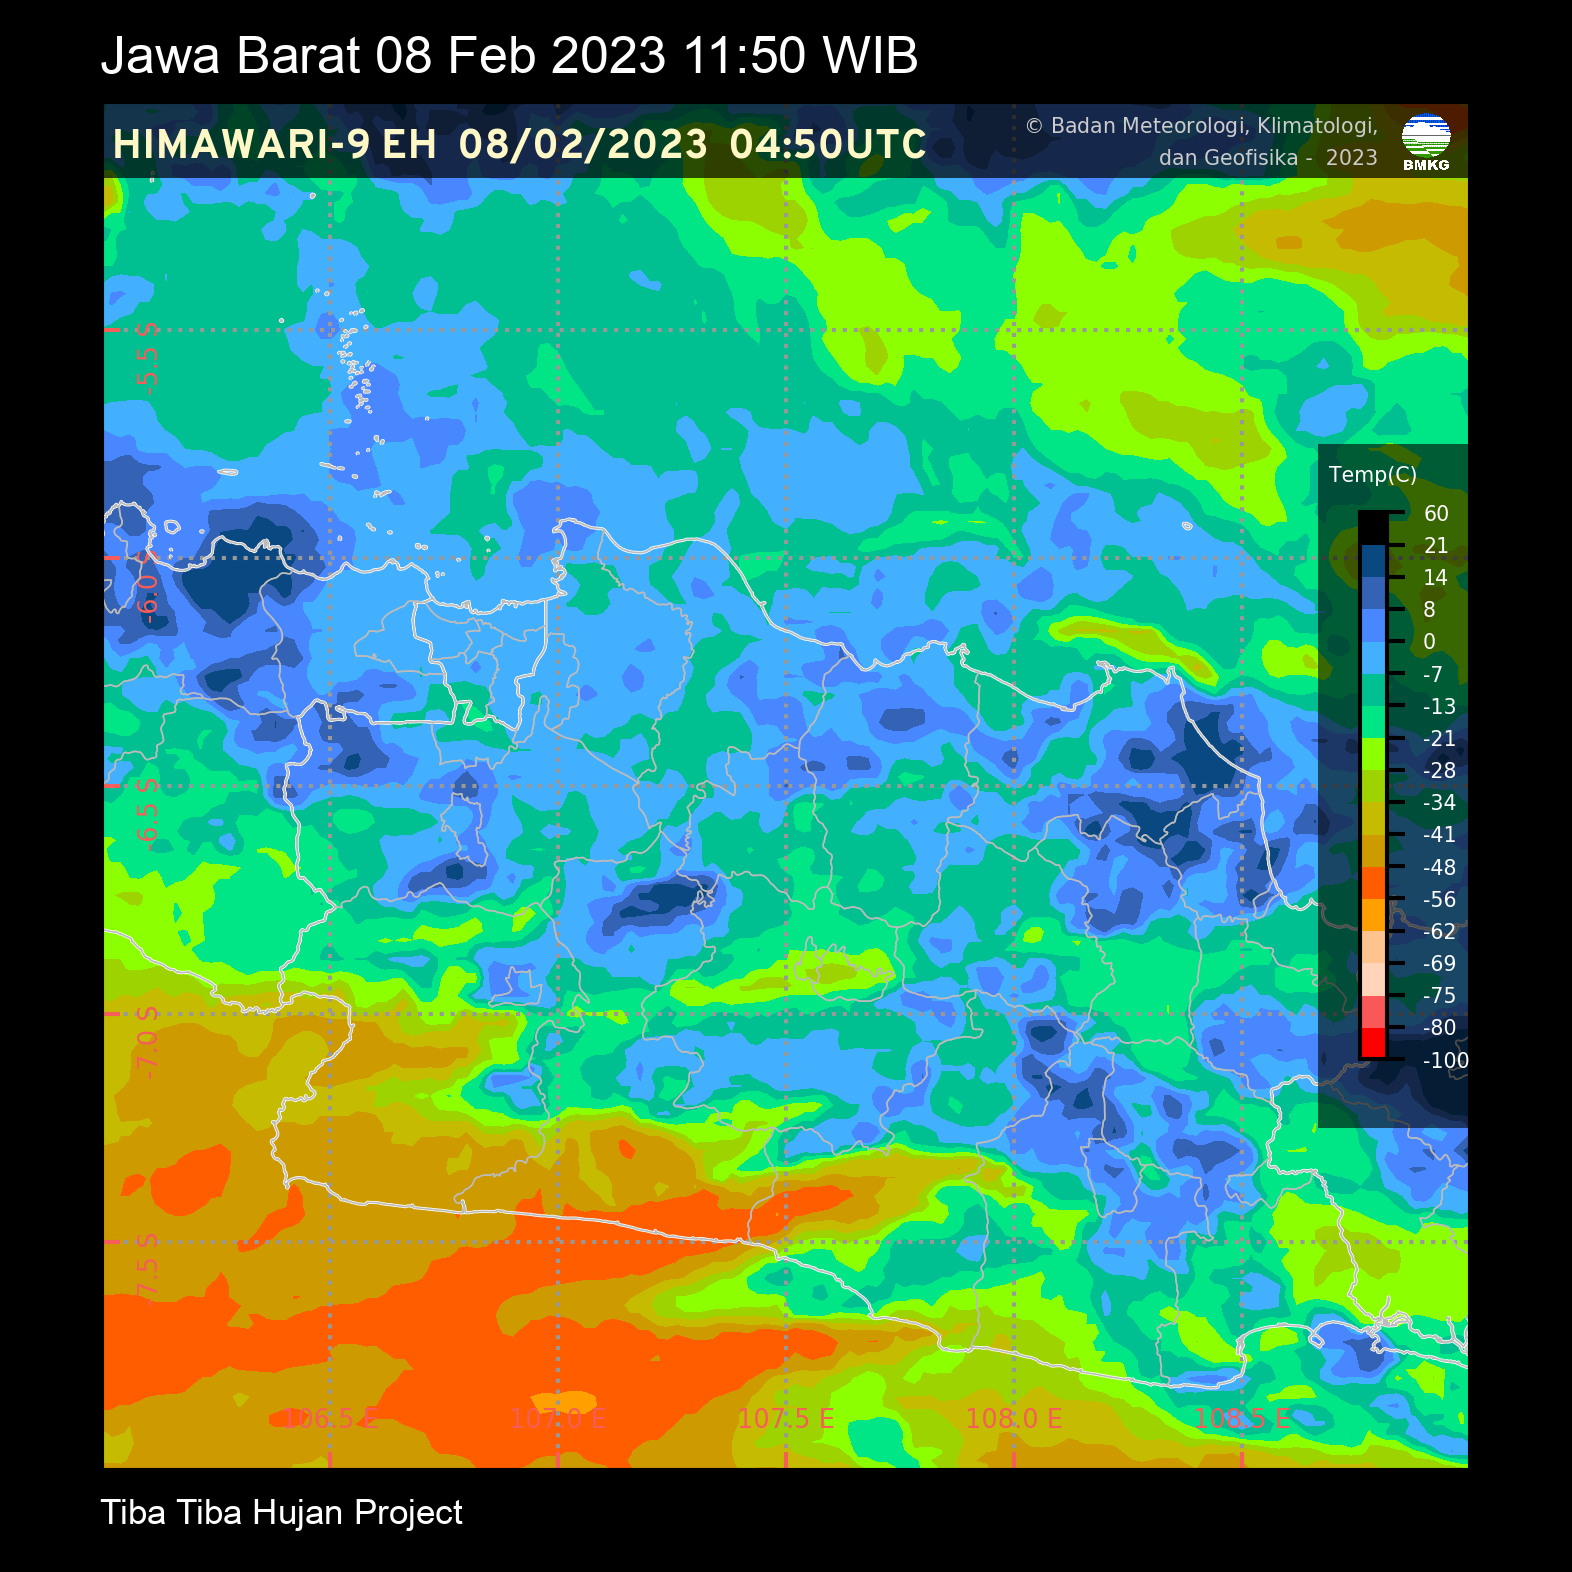 Jawa Barat 08 Feb 2023 11:50 WIB
HIMAWARI-9 EH 08/02/2023 04:50UTC
© Badan Meteorologi, Klimatologi,
dan Geofisika - 2023
BMKG
-5.5 S
-6.0 S
-6.5 S
-7.0 S
-7.5 S
Temp(C)
60
21
14
8
0
-7
-13
-21
-28
-34
-41
-48
-56
-62
-69
-75
-80
-100
106.5 E
107.0 E
107.5 E
108.0 E
108.5 E
Tiba Tiba Hujan Project